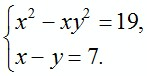 x² − xy² = 19,
x − y = 7.